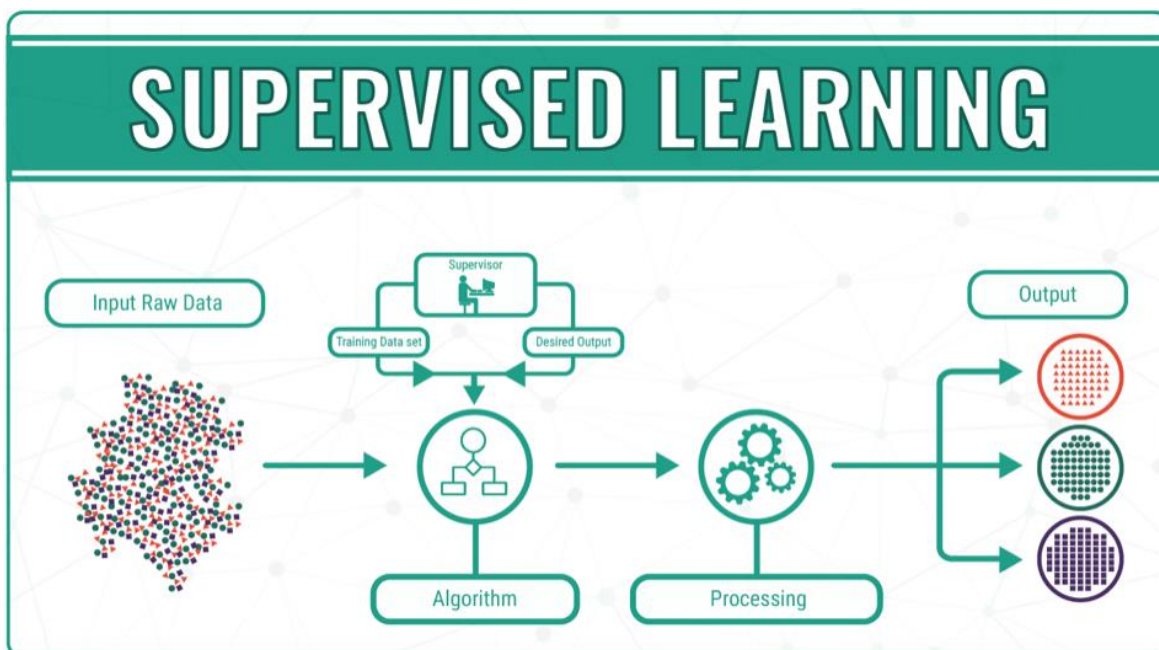 SUPERVISED LEARNING
Supervisor
Input Raw Data
Output
Training Data set
Desired Output
Algorithm
Processing